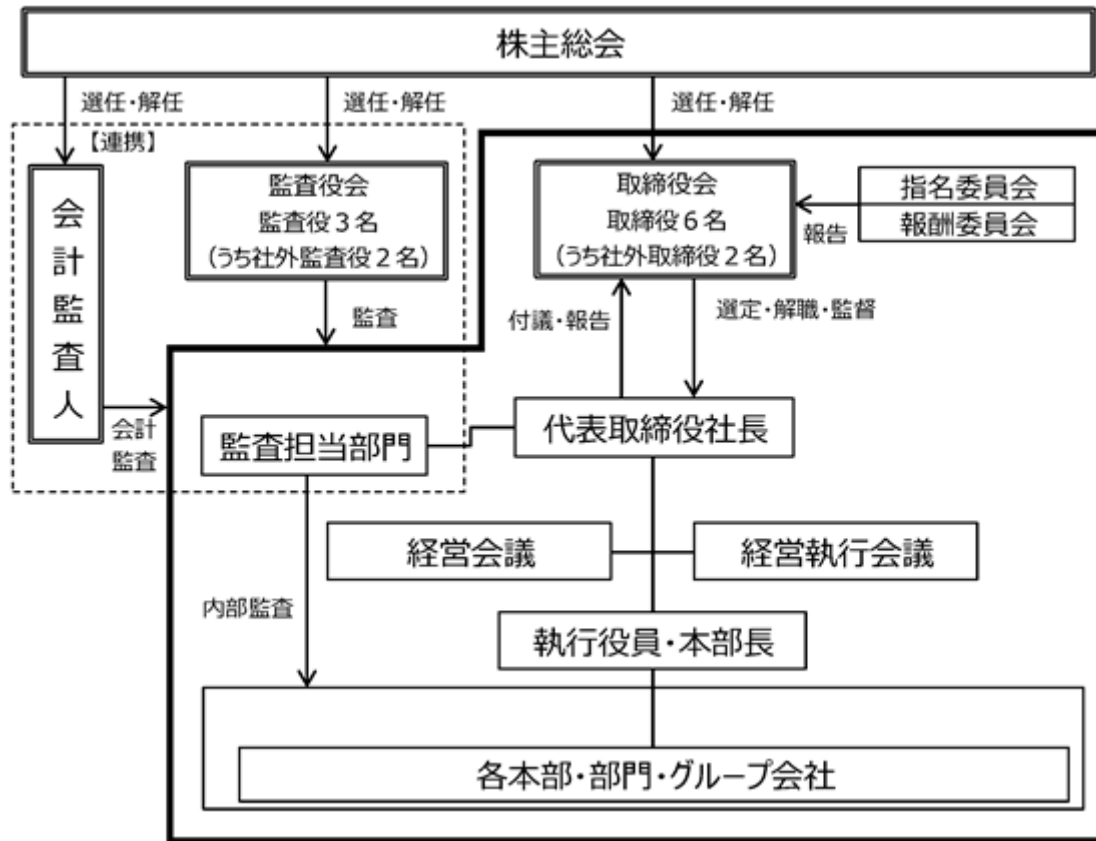 株主総会
選任・解任
選任・解任
選任・解任
【連携】
会計監査人
監査役会
監査役3名
(うち社外監査役2名)
取締役会
取締役6名
(うち社外取締役2名)
指名委員会
報酬委員会
報告
監査
付議・報告
選定・解職・監督
会計
監査
監査担当部門
代表取締役社長
経営会議
経営執行会議
内部監査
執行役員・本部長
各本部・部門・グループ会社